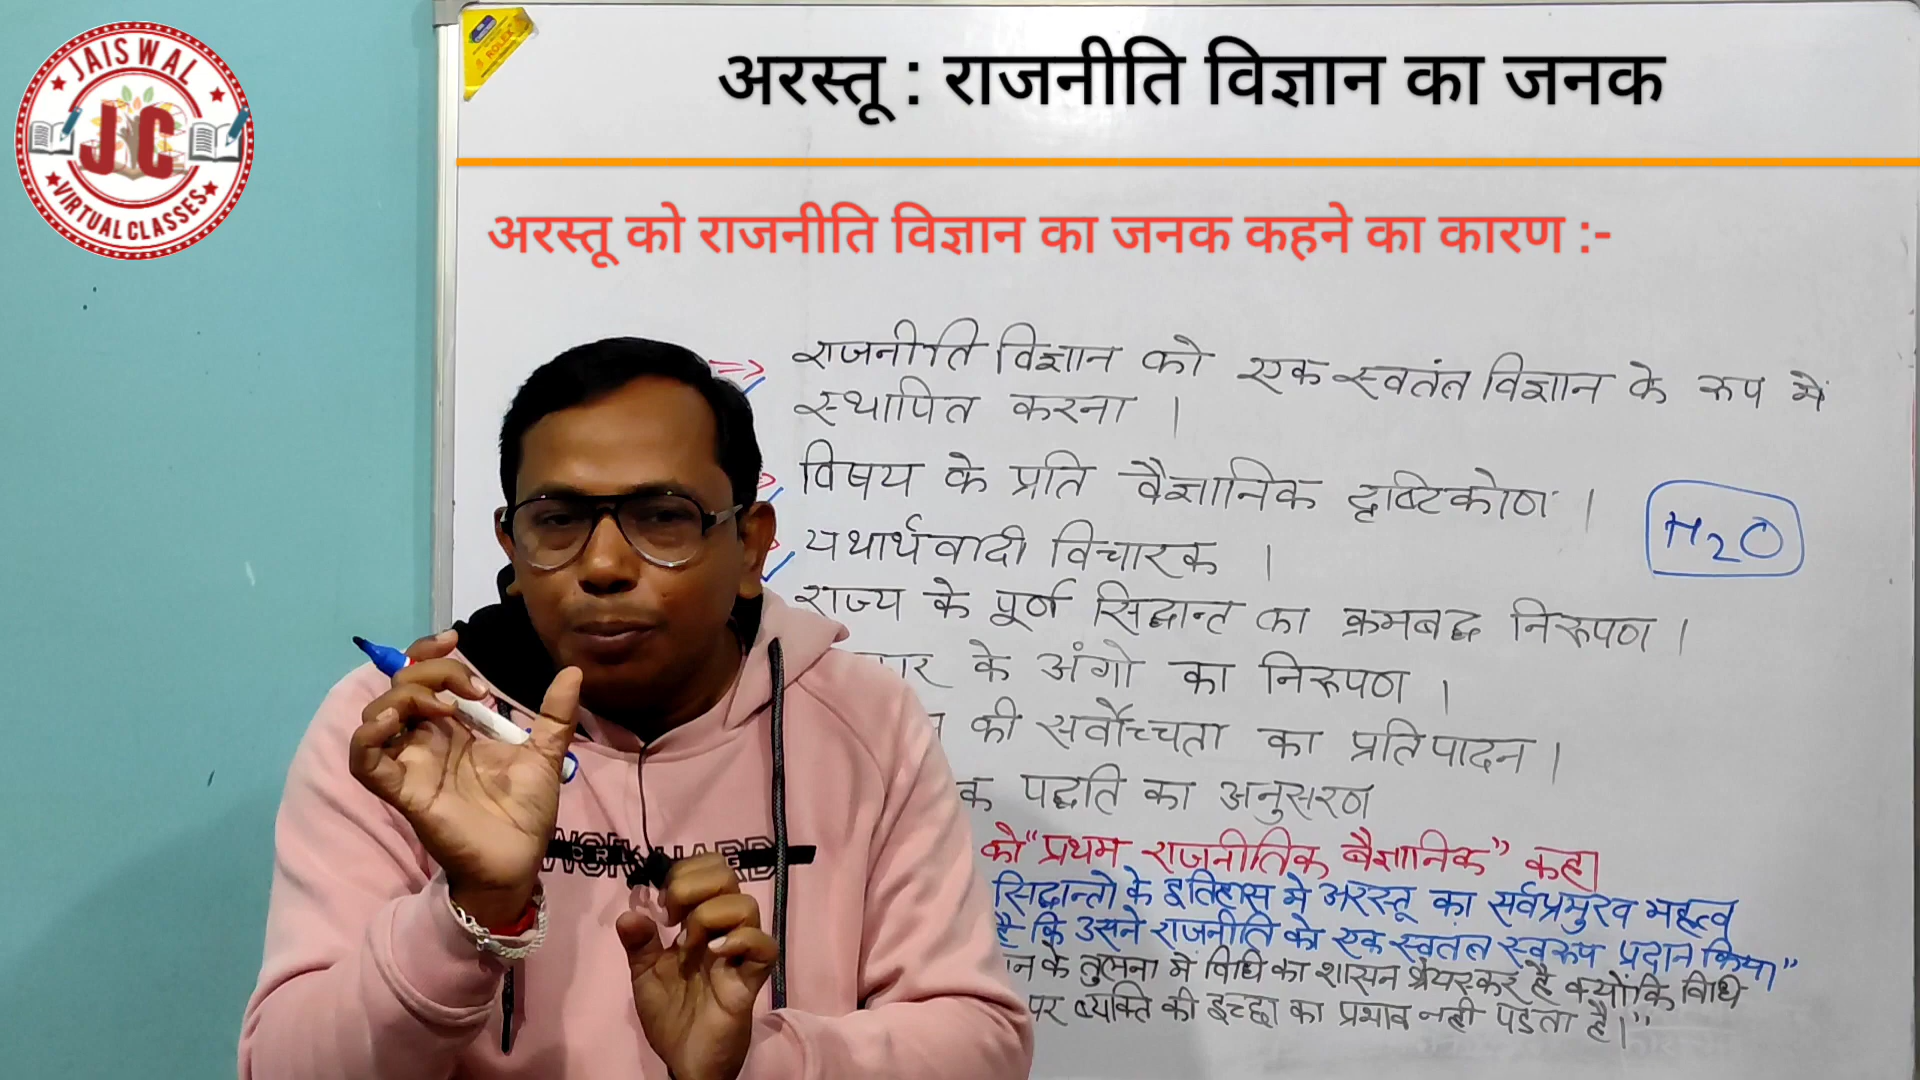 JAISWAL
JC
VIRTUAL CLASSES
ROLEX
अरस्तू : राजनीति विज्ञान का जनक
अरस्तू को राजनीति विज्ञान का जनक कहने का कारण :-
राजनीति विज्ञान को एक स्वतंत्र विज्ञान के रूप में
स्थापित करना ।
विषय के प्रति वैज्ञानिक दृष्टिकोण ।
H2O
यथार्थवादी विचारक ।
राज्य के पूर्ण सिद्धान्त का क्रमबद्ध निरूपण ।
के अंगो का निरूपण ।
की सर्वोच्चता का प्रतिपादन ।
पद्धति का अनुसरण
को "प्रथम राजनीतिक वैज्ञानिक" कहा
सिद्धान्तो के इतिहास मे अरस्तू का सर्वप्रमुख महत्व
है कि उसने राजनीति को एक स्वतंत्र स्वरूप प्रदान किया"
के तुलना में विधि का शासन श्रेयस्कर है क्योंकि विधि
पर व्यक्ति की इच्छा का प्रभाव नही पड़ता है।"
WORK HARD